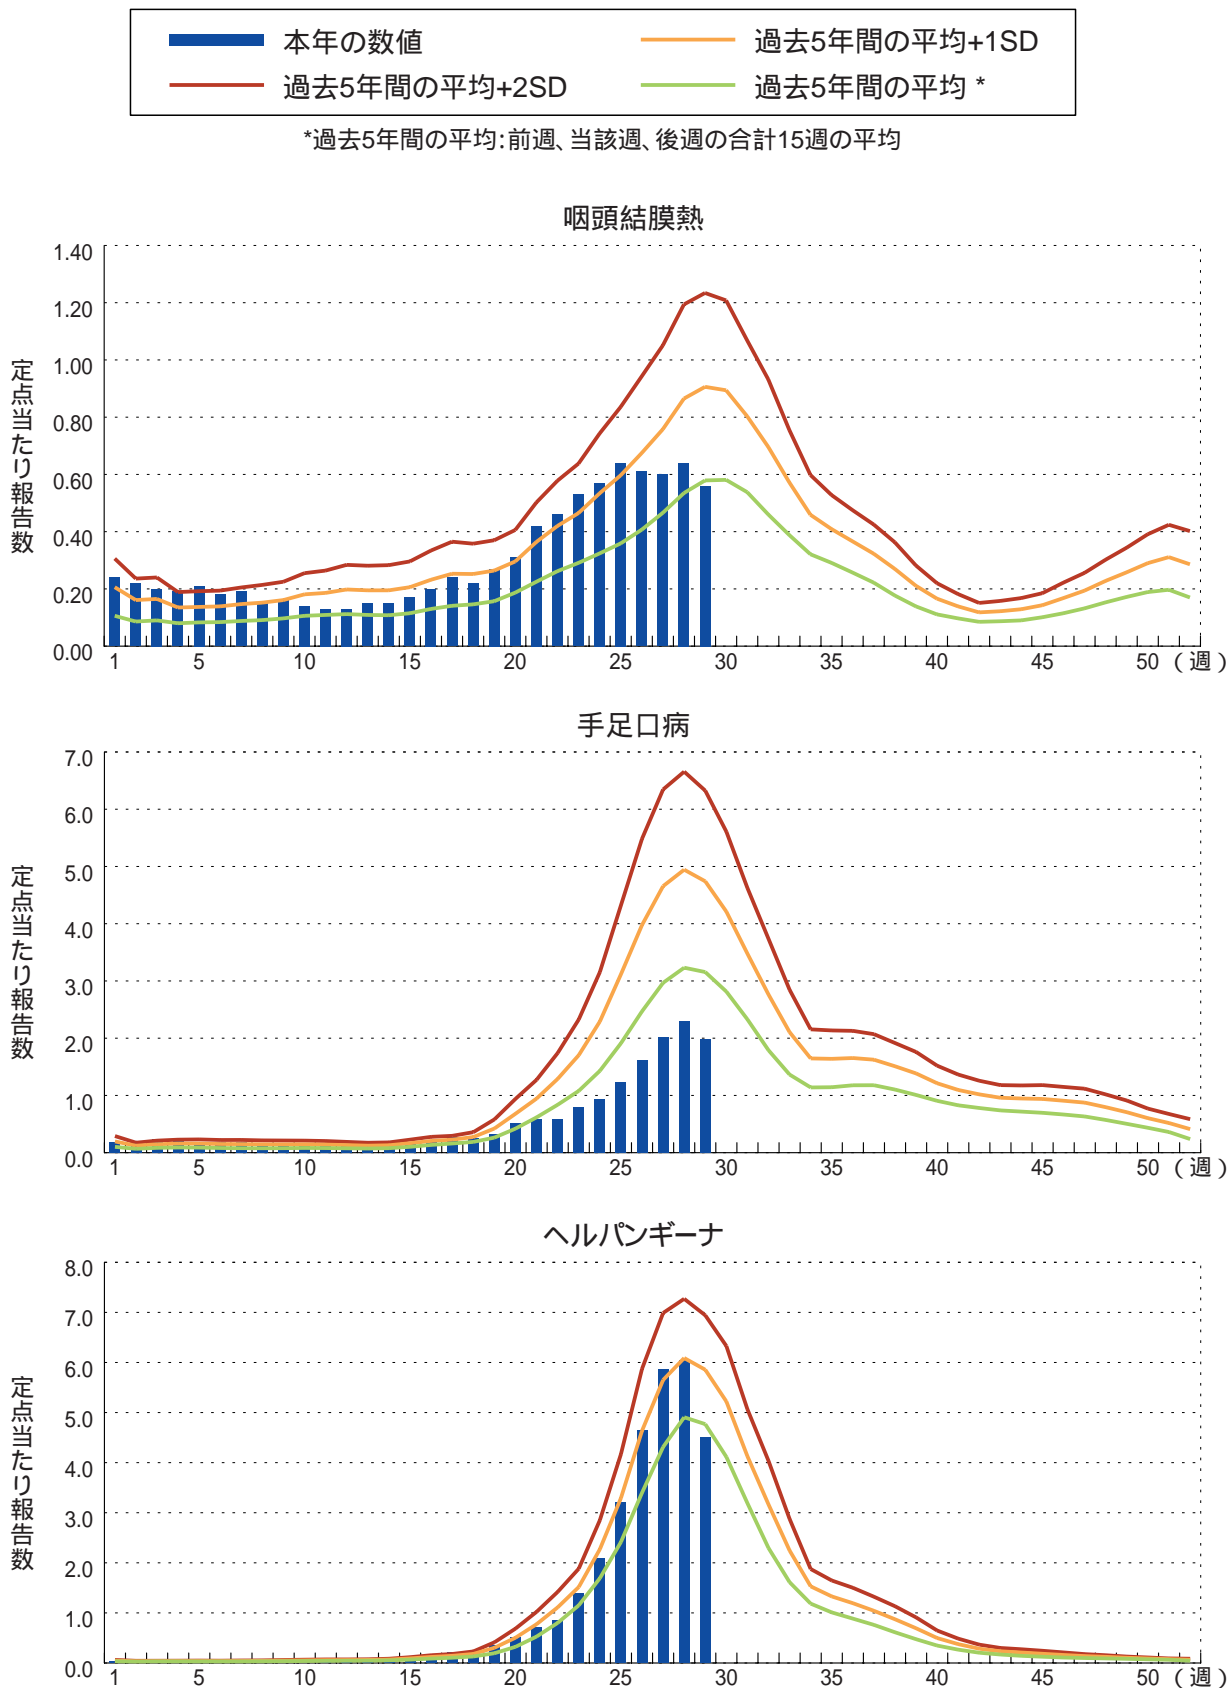 本年の数値
過去5年間の平均+1SD
過去5年間の平均+2SD
過去5年間の平均 *
*過去5年間の平均:前週、当該週、後週の合計15週の平均
咽頭結膜熱
定点当たり報告数
1.40
1.20
1.00
0.80
0.60
0.40
0.20
0.00
1 5 10 15 20 25 30 35 40 45 50 (週)
手足口病
定点当たり報告数
7.0
6.0
5.0
4.0
3.0
2.0
1.0
0.0
1 5 10 15 20 25 30 35 40 45 50 (週)
ヘルパンギーナ
定点当たり報告数
8.0
7.0
6.0
5.0
4.0
3.0
2.0
1.0
0.0
1 5 10 15 20 25 30 35 40 45 50 (週)